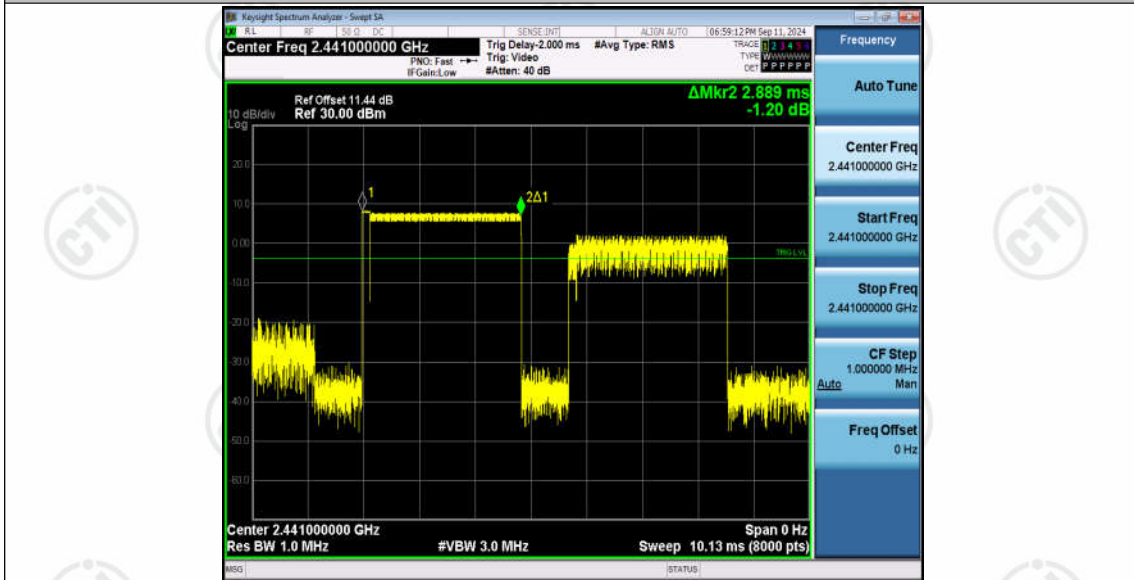 Keysight Spectrum Analyzer - Swept SA
RL RF 50 Ω DC SENSE:INT ALIGN AUTO 06:59:12 PM Sep 11, 2024
Center Freq 2.441000000 GHz
PNO: Fast
IFGain:Low
Trig Delay-2.000 ms
Trig: Video
#Atten: 40 dB
#Avg Type: RMS
TRACE 1 2 3 4 5 6
TYPE WWWWWW
DET P P P P P P
Frequency
Auto Tune
ΔMkr2 2.889 ms
-1.20 dB
Ref Offset 11.44 dB
10 dB/div Ref 30.00 dBm
Log
20.0
10.0
0.00
-10.0
-20.0
-30.0
-40.0
-50.0
-60.0
1
2Δ1
TRIG LVL
Center Freq
2.441000000 GHz
Start Freq
2.441000000 GHz
Stop Freq
2.441000000 GHz
CF Step
1.000000 MHz
Auto Man
Freq Offset
0 Hz
Center 2.441000000 GHz Span 0 Hz
Res BW 1.0 MHz #VBW 3.0 MHz Sweep 10.13 ms (8000 pts)
MSG STATUS
CTI
CTI